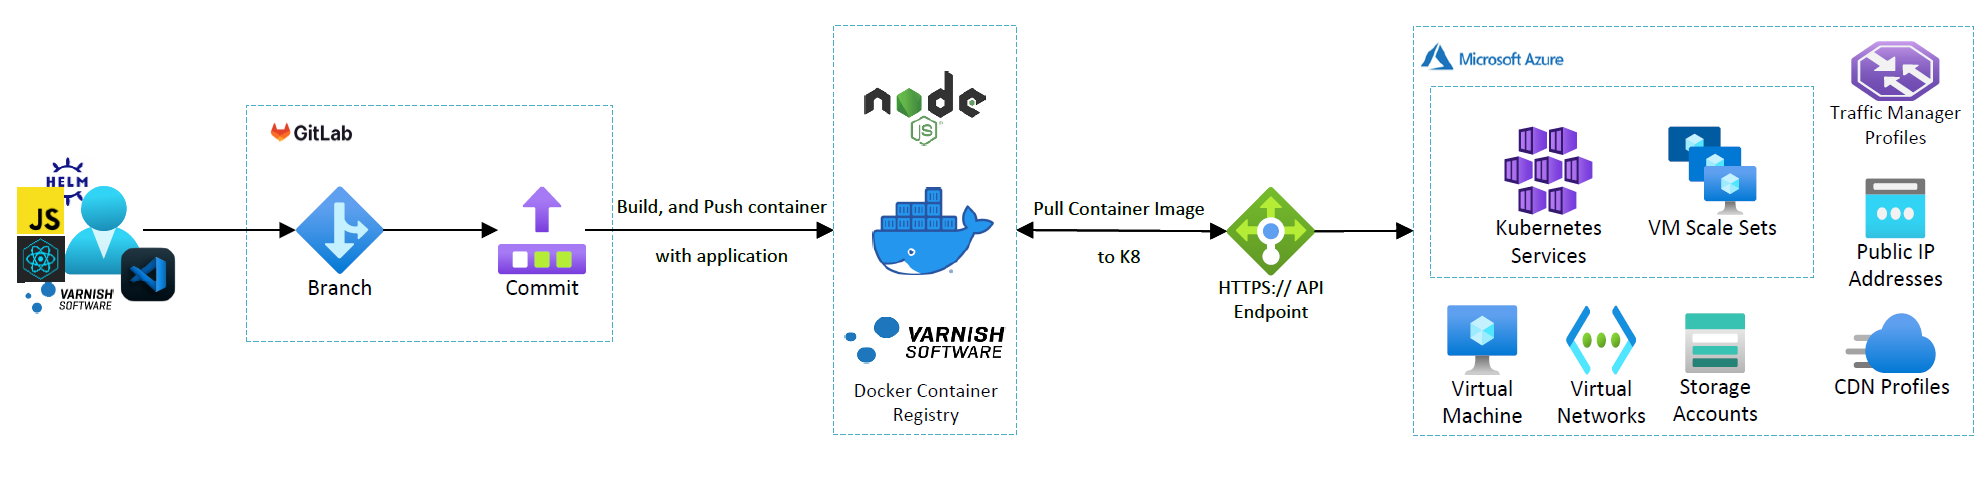 HELM
JS
VARNISH
SOFTWARE
GitLab
Branch
Commit
Build, and Push container
with application
node
JS
VARNISH
SOFTWARE
Docker Container
Registry
Pull Container Image
to K8
HTTPS:// API
Endpoint
Microsoft Azure
Kubernetes
Services
VM Scale Sets
Virtual
Machine
Virtual
Networks
Storage
Accounts
Traffic Manager
Profiles
Public IP
Addresses
CDN Profiles